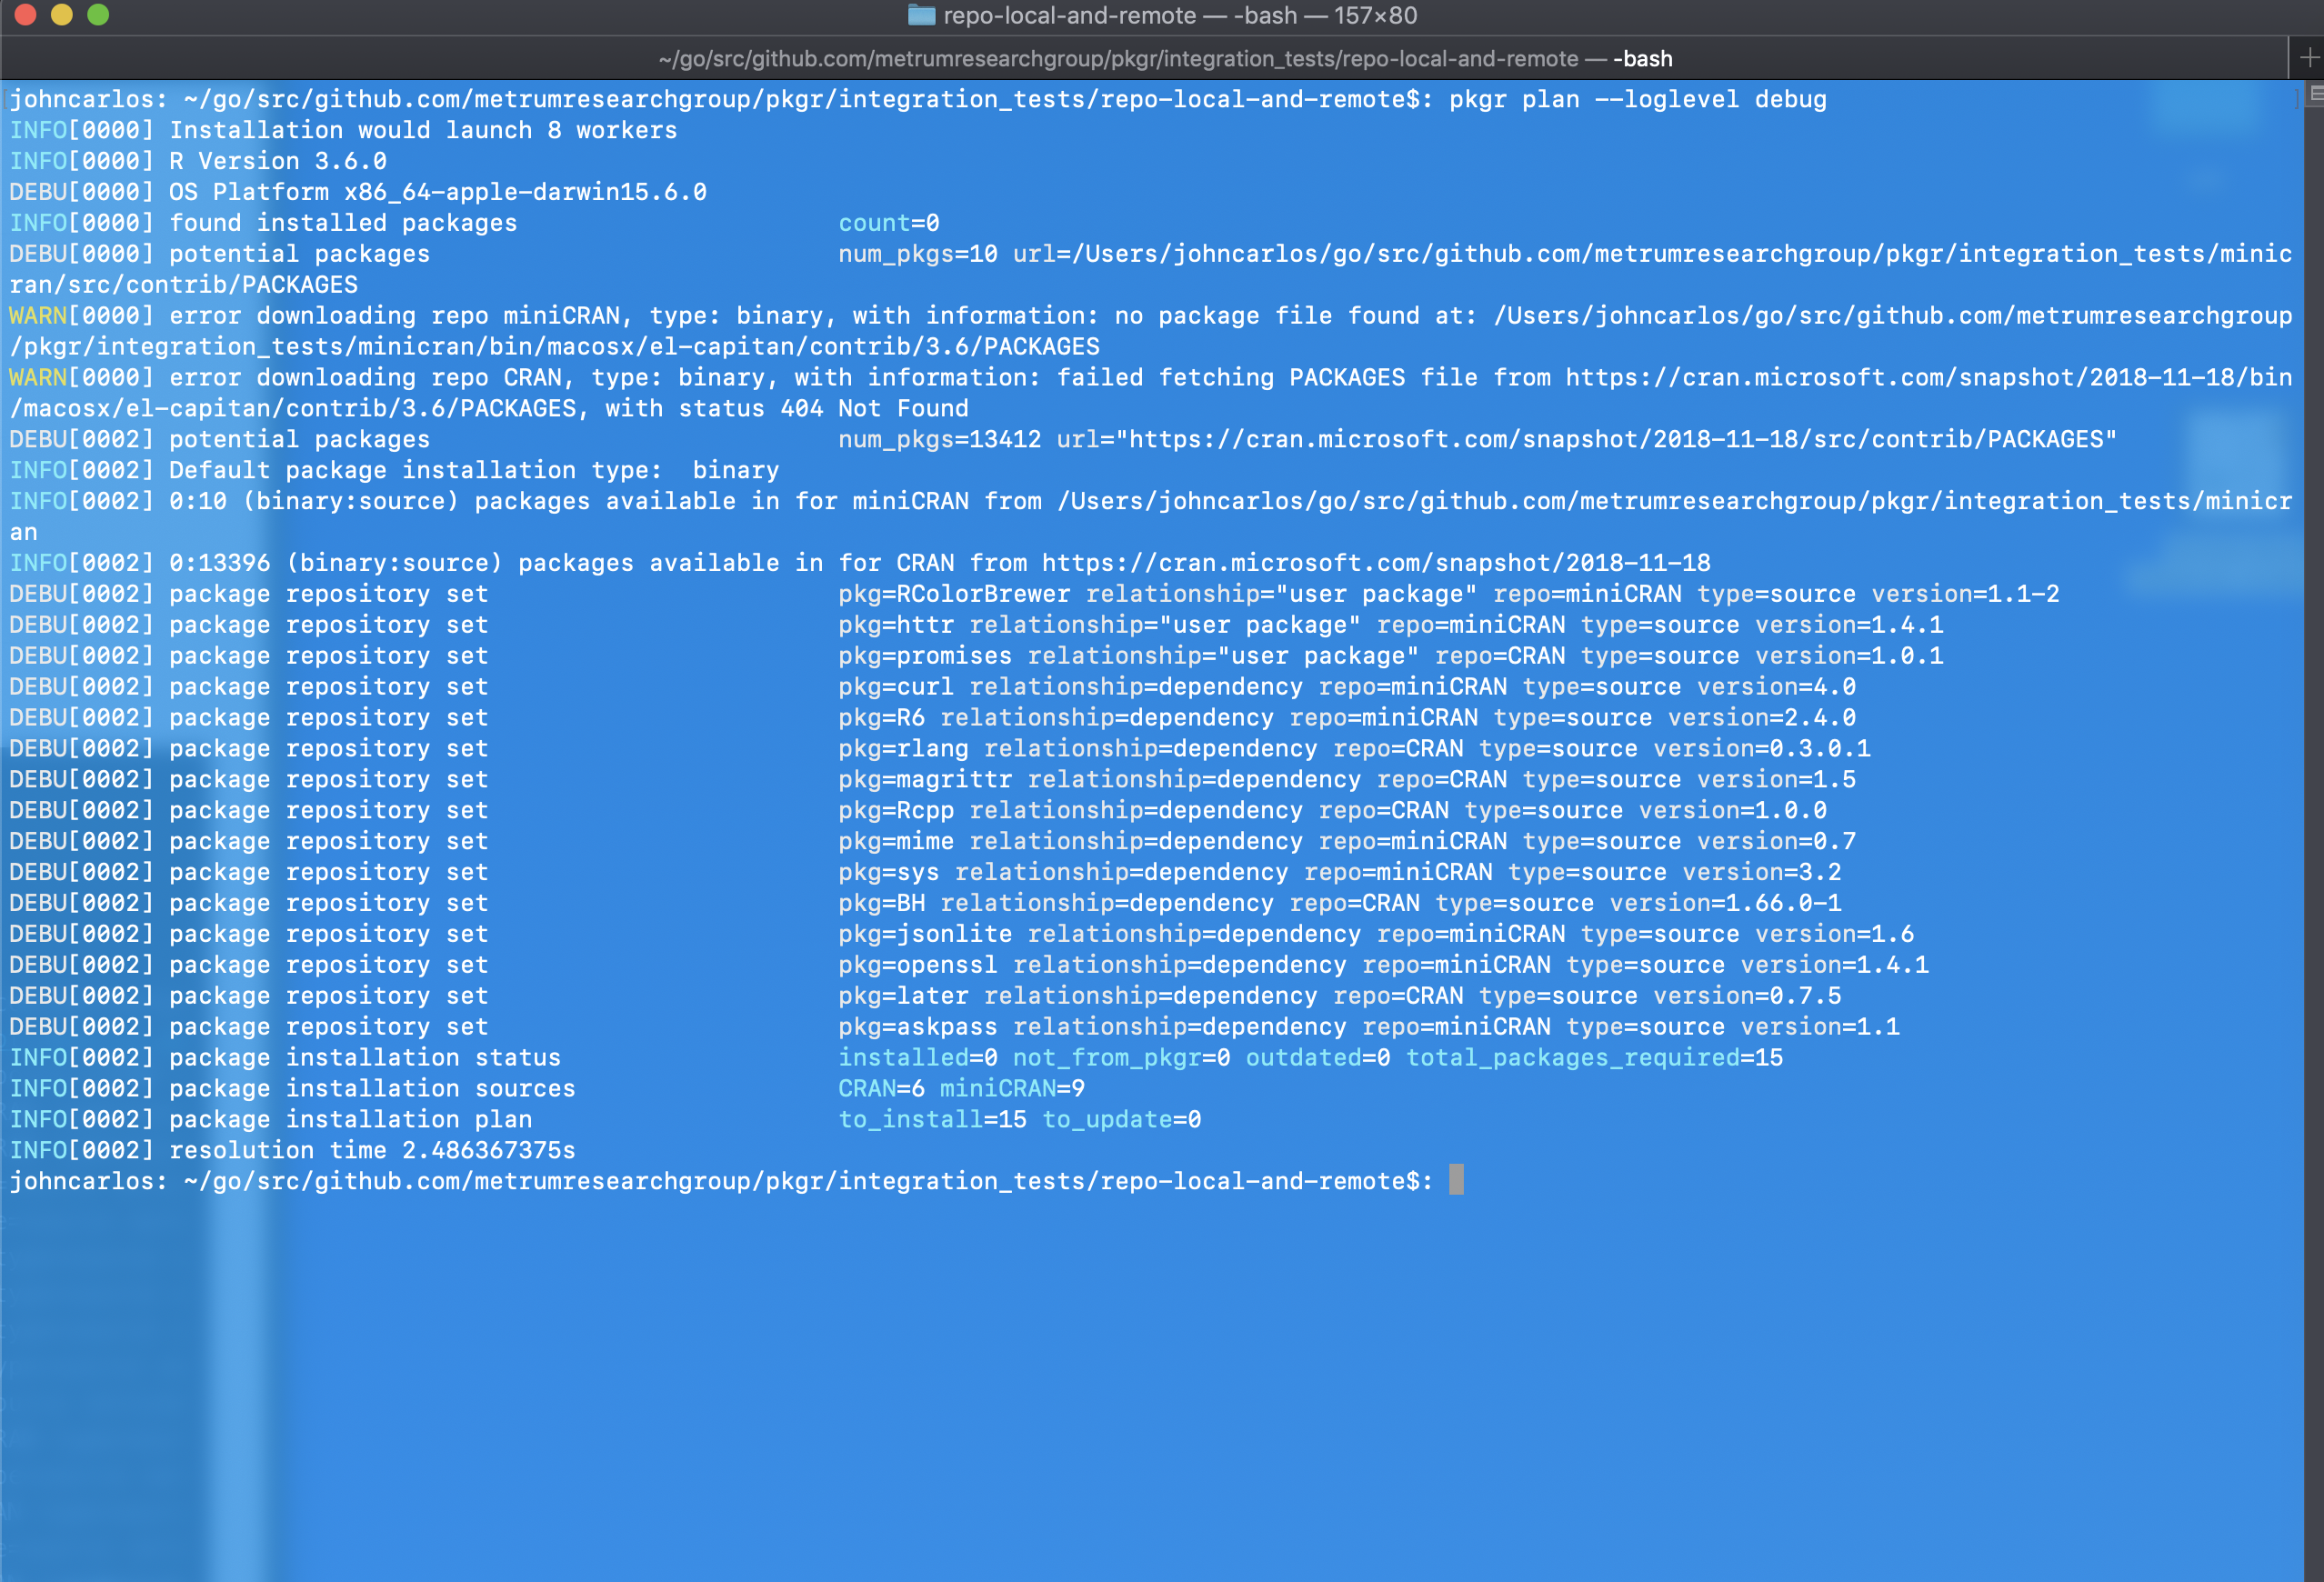 repo-local-and-remote — -bash — 157×80
~/go/src/github.com/metrumresearchgroup/pkgr/integration_tests/repo-local-and-remote — -bash
johncarlos: ~/go/src/github.com/metrumresearchgroup/pkgr/integration_tests/repo-local-and-remote$: pkgr plan --loglevel debug
INFO[0000] Installation would launch 8 workers
INFO[0000] R Version 3.6.0
DEBU[0000] OS Platform x86_64-apple-darwin15.6.0
INFO[0000] found installed packages count=0
DEBU[0000] potential packages num_pkgs=10 url=/Users/johncarlos/go/src/github.com/metrumresearchgroup/pkgr/integration_tests/minic
ran/src/contrib/PACKAGES
WARN[0000] error downloading repo miniCRAN, type: binary, with information: no package file found at: /Users/johncarlos/go/src/github.com/metrumresearchgroup
/pkgr/integration_tests/minicran/bin/macosx/el-capitan/contrib/3.6/PACKAGES
WARN[0000] error downloading repo CRAN, type: binary, with information: failed fetching PACKAGES file from https://cran.microsoft.com/snapshot/2018-11-18/bin
/macosx/el-capitan/contrib/3.6/PACKAGES, with status 404 Not Found
DEBU[0002] potential packages num_pkgs=13412 url="https://cran.microsoft.com/snapshot/2018-11-18/src/contrib/PACKAGES"
INFO[0002] Default package installation type:  binary
INFO[0002] 0:10 (binary:source) packages available in for miniCRAN from /Users/johncarlos/go/src/github.com/metrumresearchgroup/pkgr/integration_tests/minicr
an
INFO[0002] 0:13396 (binary:source) packages available in for CRAN from https://cran.microsoft.com/snapshot/2018-11-18
DEBU[0002] package repository set pkg=RColorBrewer relationship="user package" repo=miniCRAN type=source version=1.1-2
DEBU[0002] package repository set pkg=httr relationship="user package" repo=miniCRAN type=source version=1.4.1
DEBU[0002] package repository set pkg=promises relationship="user package" repo=CRAN type=source version=1.0.1
DEBU[0002] package repository set pkg=curl relationship=dependency repo=miniCRAN type=source version=4.0
DEBU[0002] package repository set pkg=R6 relationship=dependency repo=miniCRAN type=source version=2.4.0
DEBU[0002] package repository set pkg=rlang relationship=dependency repo=CRAN type=source version=0.3.0.1
DEBU[0002] package repository set pkg=magrittr relationship=dependency repo=CRAN type=source version=1.5
DEBU[0002] package repository set pkg=Rcpp relationship=dependency repo=CRAN type=source version=1.0.0
DEBU[0002] package repository set pkg=mime relationship=dependency repo=miniCRAN type=source version=0.7
DEBU[0002] package repository set pkg=sys relationship=dependency repo=miniCRAN type=source version=3.2
DEBU[0002] package repository set pkg=BH relationship=dependency repo=CRAN type=source version=1.66.0-1
DEBU[0002] package repository set pkg=jsonlite relationship=dependency repo=miniCRAN type=source version=1.6
DEBU[0002] package repository set pkg=openssl relationship=dependency repo=miniCRAN type=source version=1.4.1
DEBU[0002] package repository set pkg=later relationship=dependency repo=CRAN type=source version=0.7.5
DEBU[0002] package repository set pkg=askpass relationship=dependency repo=miniCRAN type=source version=1.1
INFO[0002] package installation status installed=0 not_from_pkgr=0 outdated=0 total_packages_required=15
INFO[0002] package installation sources CRAN=6 miniCRAN=9
INFO[0002] package installation plan to_install=15 to_update=0
INFO[0002] resolution time 2.486367375s
johncarlos: ~/go/src/github.com/metrumresearchgroup/pkgr/integration_tests/repo-local-and-remote$: